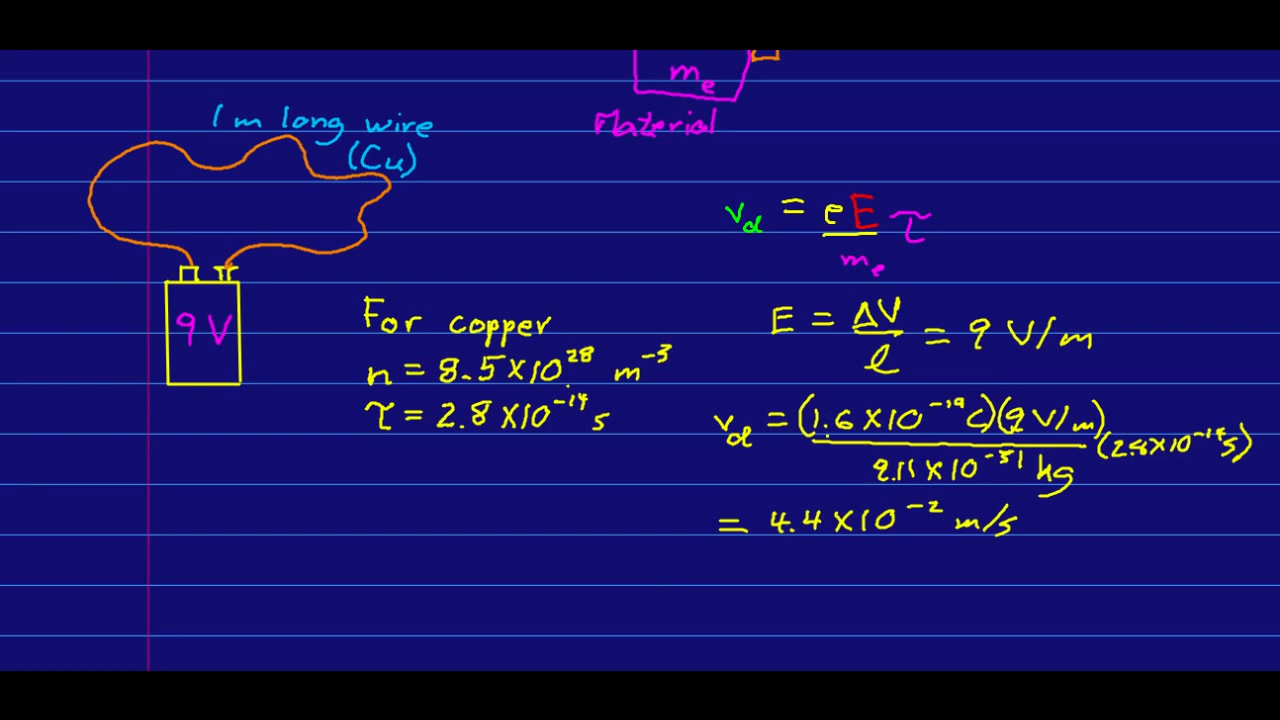 mₑ
Material
1 m long wire
(Cu)
9 V
v_d = eE/mₑ τ
For copper
n = 8.5 × 10²⁸ m⁻³
τ = 2.8 × 10⁻¹⁴ s
E = ΔV/ℓ = 9 V/m
v_d = (1.6 × 10⁻¹⁹ C)(9 V/m)/9.11 × 10⁻³¹ kg (2.8 × 10⁻¹⁴ s)
= 4.4 × 10⁻² m/s